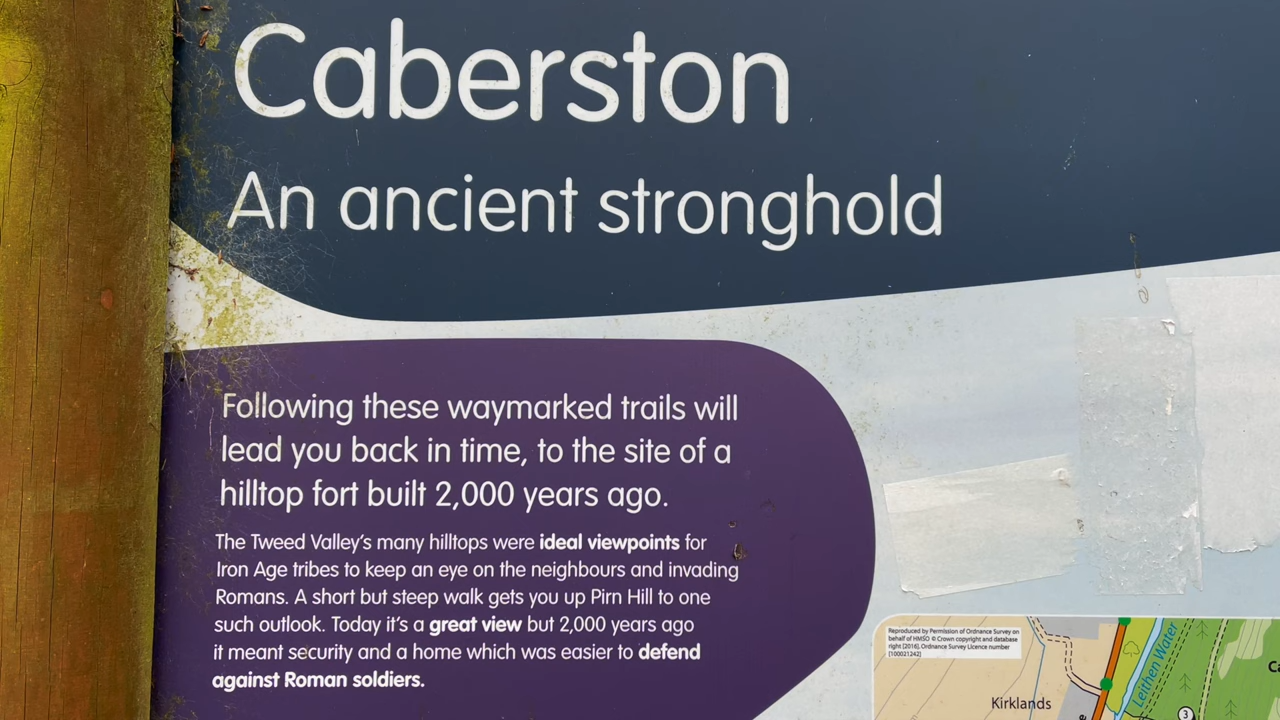 Caberston
An ancient stronghold
Following these waymarked trails will
lead you back in time, to the site of a
hilltop fort built 2,000 years ago.
The Tweed Valley's many hilltops were ideal viewpoints for
Iron Age tribes to keep an eye on the neighbours and invading
Romans. A short but steep walk gets you up Pirn Hill to one
such outlook. Today it's a great view but 2,000 years ago
it meant security and a home which was easier to defend
against Roman soldiers.
Reproduced by Permission of Ordnance Survey on
behalf of HMSO © Crown copyright and database
right [2016]. Ordnance Survey Licence number
[100021242]
Leithen Water
Kirklands
3